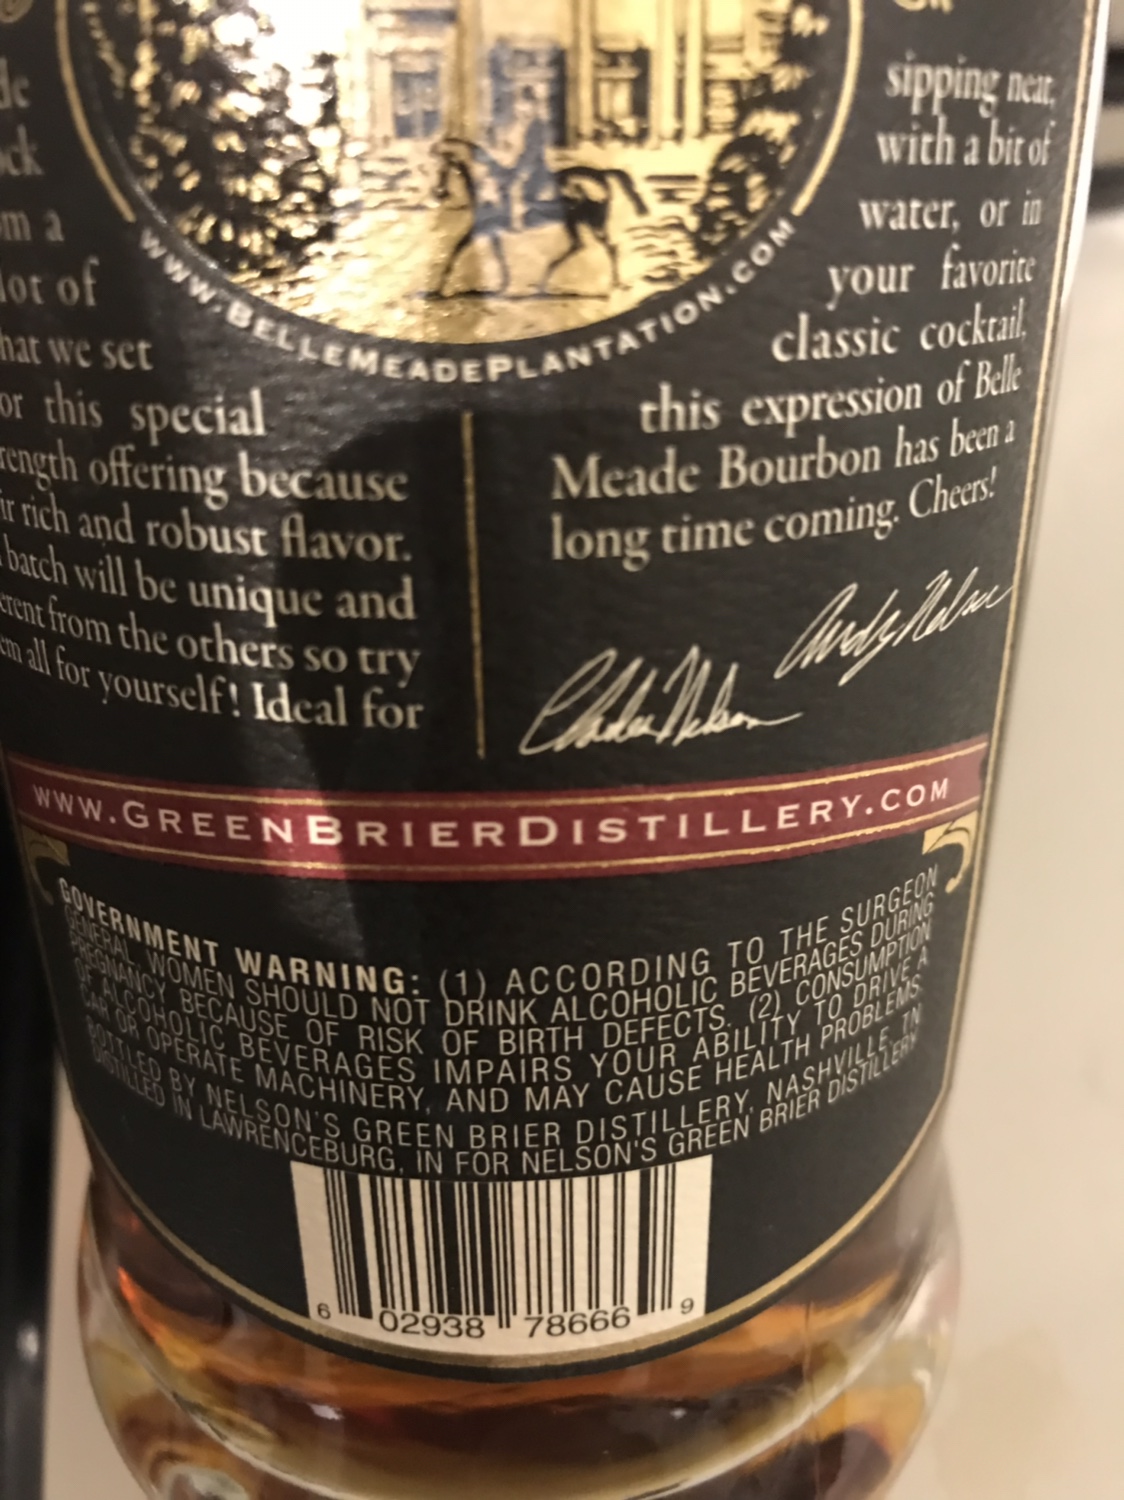 WWW.BELLEMEADEPLANTATION.COM
lot of
that we set
for this special
offering because
rich and robust flavor.
batch will be unique and
from the others so try
all for yourself! Ideal for
sipping neat,
with a bit of
water, or in
your favorite
classic cocktail,
this expression of Belle
Meade Bourbon has been a
long time coming. Cheers!
Charles Nelson
Andy Nelson
WWW.GREENBRIERDISTILLERY.COM
GOVERNMENT WARNING: (1) ACCORDING TO THE SURGEON
GENERAL, WOMEN SHOULD NOT DRINK ALCOHOLIC BEVERAGES DURING
PREGNANCY BECAUSE OF RISK OF BIRTH DEFECTS. (2) CONSUMPTION
OF ALCOHOLIC BEVERAGES IMPAIRS YOUR ABILITY TO DRIVE A
CAR OR OPERATE MACHINERY, AND MAY CAUSE HEALTH PROBLEMS.
BOTTLED BY NELSON'S GREEN BRIER DISTILLERY, NASHVILLE, TN
DISTILLED IN LAWRENCEBURG, IN FOR NELSON'S GREEN BRIER DISTILLERY
6 02938 78666 9